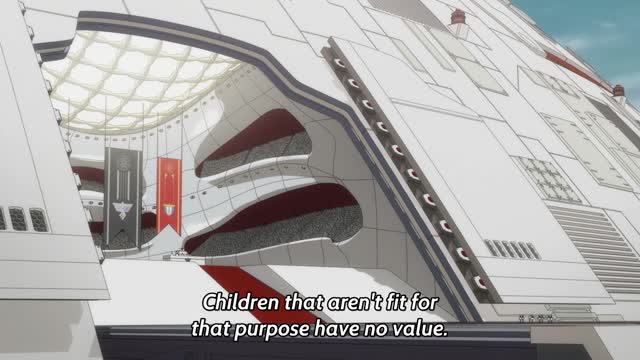 Children that aren't fit for
that purpose have no value.